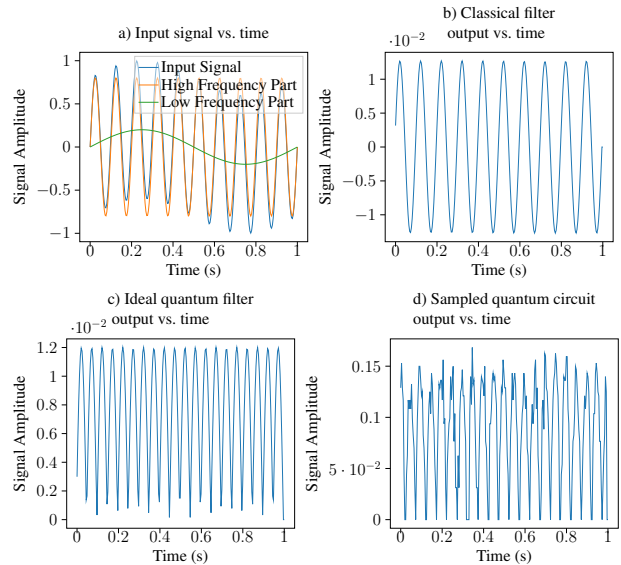 a) Input signal vs. time
Signal Amplitude
1
0.5
0
−0.5
−1
Input Signal
High Frequency Part
Low Frequency Part
0 0.2 0.4 0.6 0.8 1
Time (s)
b) Classical filter
output vs. time
·10−2
Signal Amplitude
1
0.5
0
−0.5
−1
0 0.2 0.4 0.6 0.8 1
Time (s)
c) Ideal quantum filter
output vs. time
·10−2
Signal Amplitude
1.2
1
0.8
0.6
0.4
0.2
0
0 0.2 0.4 0.6 0.8 1
Time (s)
d) Sampled quantum circuit
output vs. time
Signal Amplitude
0.15
0.1
5 · 10−2
0
0 0.2 0.4 0.6 0.8 1
Time (s)